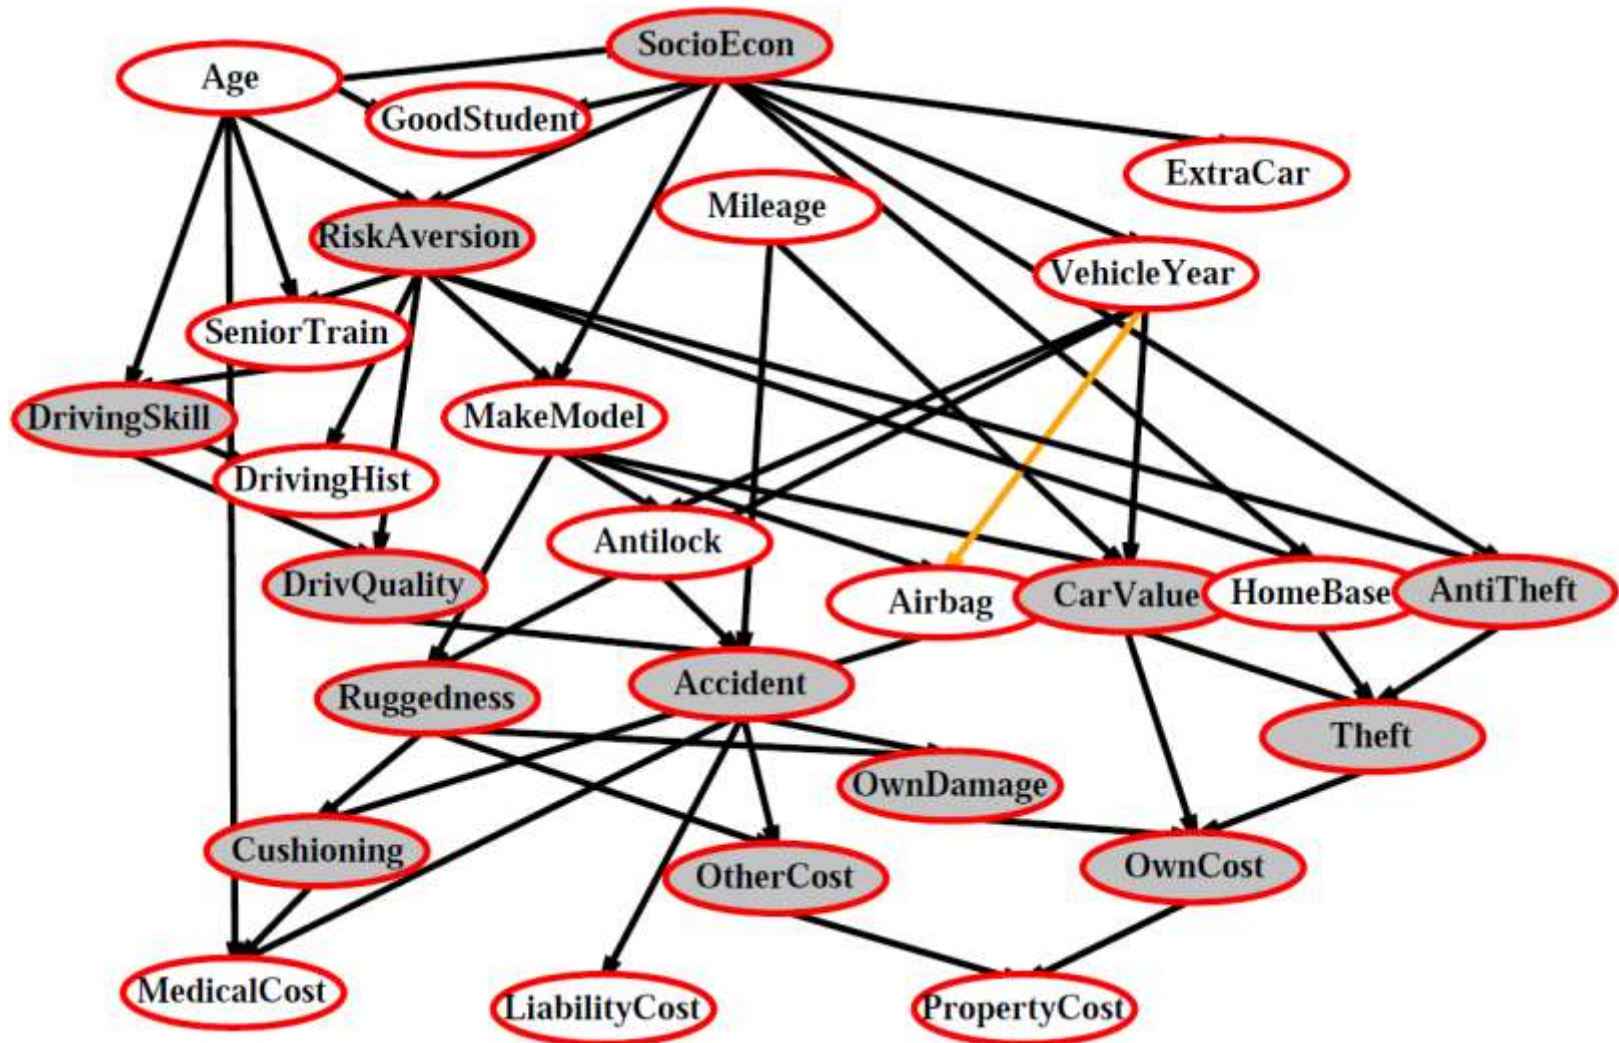 SocioEcon
Age
GoodStudent
ExtraCar
Mileage
RiskAversion
VehicleYear
SeniorTrain
DrivingSkill
MakeModel
DrivingHist
Antilock
DrivQuality
Airbag
CarValue
HomeBase
AntiTheft
Accident
Ruggedness
Theft
OwnDamage
Cushioning
OtherCost
OwnCost
MedicalCost
LiabilityCost
PropertyCost